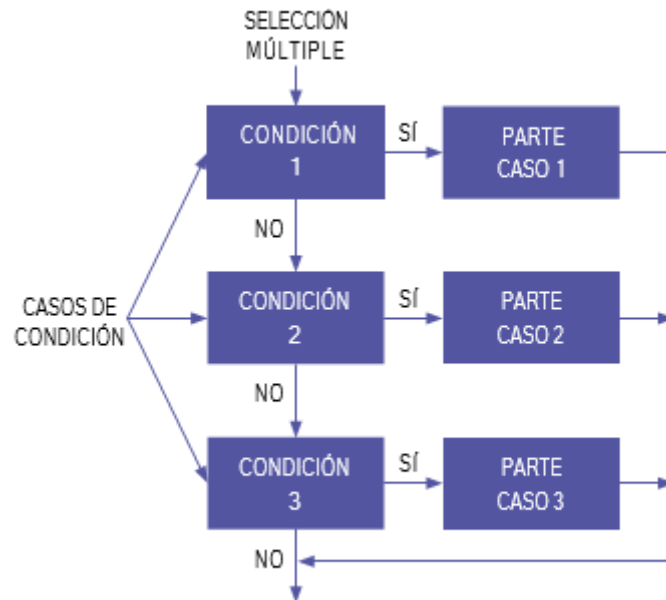 SELECCIÓN
MÚLTIPLE
CONDICIÓN
1
SÍ
PARTE
CASO 1
NO
CASOS DE
CONDICIÓN
CONDICIÓN
2
SÍ
PARTE
CASO 2
NO
CONDICIÓN
3
SÍ
PARTE
CASO 3
NO